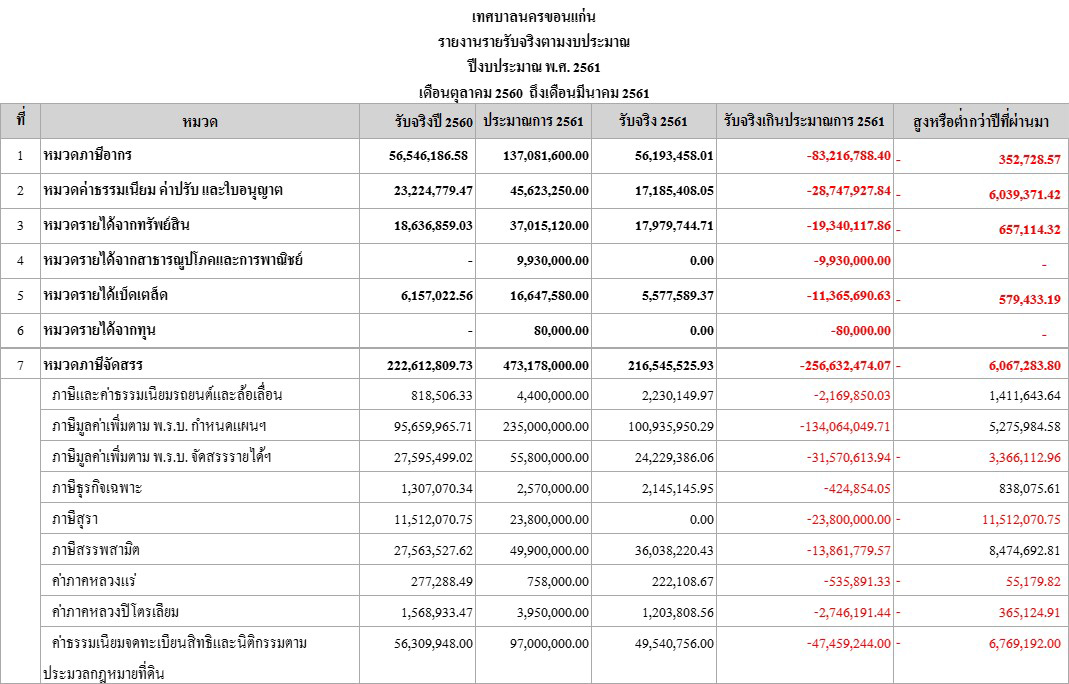 เทศบาลนครขอนแก่น
รายงานรายรับจริงตามงบประมาณ
ปีงบประมาณ พ.ศ. 2561
เดือนตุลาคม 2560 ถึงเดือนมีนาคม 2561
ที่ หมวด รับจริงปี 2560 ประมาณการ 2561 รับจริง 2561 รับจริงเกินประมาณการ 2561 สูงหรือต่ำกว่าปีที่ผ่านมา
1 หมวดภาษีอากร 56,546,186.58 137,081,600.00 56,193,458.01 -83,216,788.40 - 352,728.57
2 หมวดค่าธรรมเนียม ค่าปรับ และใบอนุญาต 23,224,779.47 45,623,250.00 17,185,408.05 -28,747,927.84 - 6,039,371.42
3 หมวดรายได้จากทรัพย์สิน 18,636,859.03 37,015,120.00 17,979,744.71 -19,340,117.86 - 657,114.32
4 หมวดรายได้จากสาธารณูปโภคและการพาณิชย์ - 9,930,000.00 0.00 -9,930,000.00 -
5 หมวดรายได้เบ็ดเตล็ด 6,157,022.56 16,647,580.00 5,577,589.37 -11,365,690.63 - 579,433.19
6 หมวดรายได้จากทุน - 80,000.00 0.00 -80,000.00 -
7 หมวดภาษีจัดสรร 222,612,809.73 473,178,000.00 216,545,525.93 -256,632,474.07 - 6,067,283.80
ภาษีและค่าธรรมเนียมรถยนต์และล้อเลื่อน 818,506.33 4,400,000.00 2,230,149.97 -2,169,850.03 1,411,643.64
ภาษีมูลค่าเพิ่มตาม พ.ร.บ. กำหนดแผนฯ 95,659,965.71 235,000,000.00 100,935,950.29 -134,064,049.71 5,275,984.58
ภาษีมูลค่าเพิ่มตาม พ.ร.บ. จัดสรรรายได้ฯ 27,595,499.02 55,800,000.00 24,229,386.06 -31,570,613.94 - 3,366,112.96
ภาษีธุรกิจเฉพาะ 1,307,070.34 2,570,000.00 2,145,145.95 -424,854.05 838,075.61
ภาษีสุรา 11,512,070.75 23,800,000.00 0.00 -23,800,000.00 - 11,512,070.75
ภาษีสรรพสามิต 27,563,527.62 49,900,000.00 36,038,220.43 -13,861,779.57 8,474,692.81
ค่าภาคหลวงแร่ 277,288.49 758,000.00 222,108.67 -535,891.33 - 55,179.82
ค่าภาคหลวงปิโตรเลียม 1,568,933.47 3,950,000.00 1,203,808.56 -2,746,191.44 - 365,124.91
ค่าธรรมเนียมจดทะเบียนสิทธิและนิติกรรมตาม 56,309,948.00 97,000,000.00 49,540,756.00 -47,459,244.00 - 6,769,192.00
ประมวลกฎหมายที่ดิน